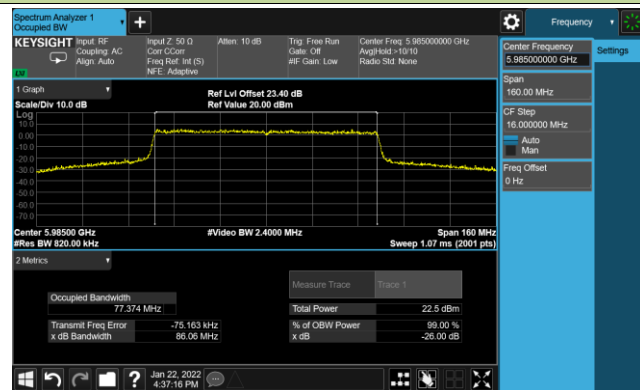 Spectrum Analyzer 1
Occupied BW
Frequency
KEYSIGHT
Input: RF
Coupling: AC
Align: Auto
Input Z: 50 Ω
Corr CCorr
Freq Ref: Int (S)
NFE: Adaptive
Atten: 10 dB
Trig: Free Run
Gate: Off
#IF Gain: Low
Center Freq: 5.985000000 GHz
Avg|Hold:>10/10
Radio Std: None
LXI
1 Graph
Scale/Div 10.0 dB
Ref Lvl Offset 23.40 dB
Ref Value 20.00 dBm
Log
10.0
0.00
-10.0
-20.0
-30.0
-40.0
-50.0
-60.0
-70.0
Center 5.98500 GHz
#Res BW 820.00 kHz
#Video BW 2.4000 MHz
Span 160 MHz
Sweep 1.07 ms (2001 pts)
2 Metrics
Measure Trace
Trace 1
Occupied Bandwidth
77.374 MHz
Total Power
22.5 dBm
Transmit Freq Error
-75.163 kHz
% of OBW Power
99.00 %
x dB Bandwidth
86.06 MHz
x dB
-26.00 dB
Center Frequency
5.985000000 GHz
Settings
Span
160.00 MHz
CF Step
16.000000 MHz
Auto
Man
Freq Offset
0 Hz
Jan 22, 2022
4:37:16 PM